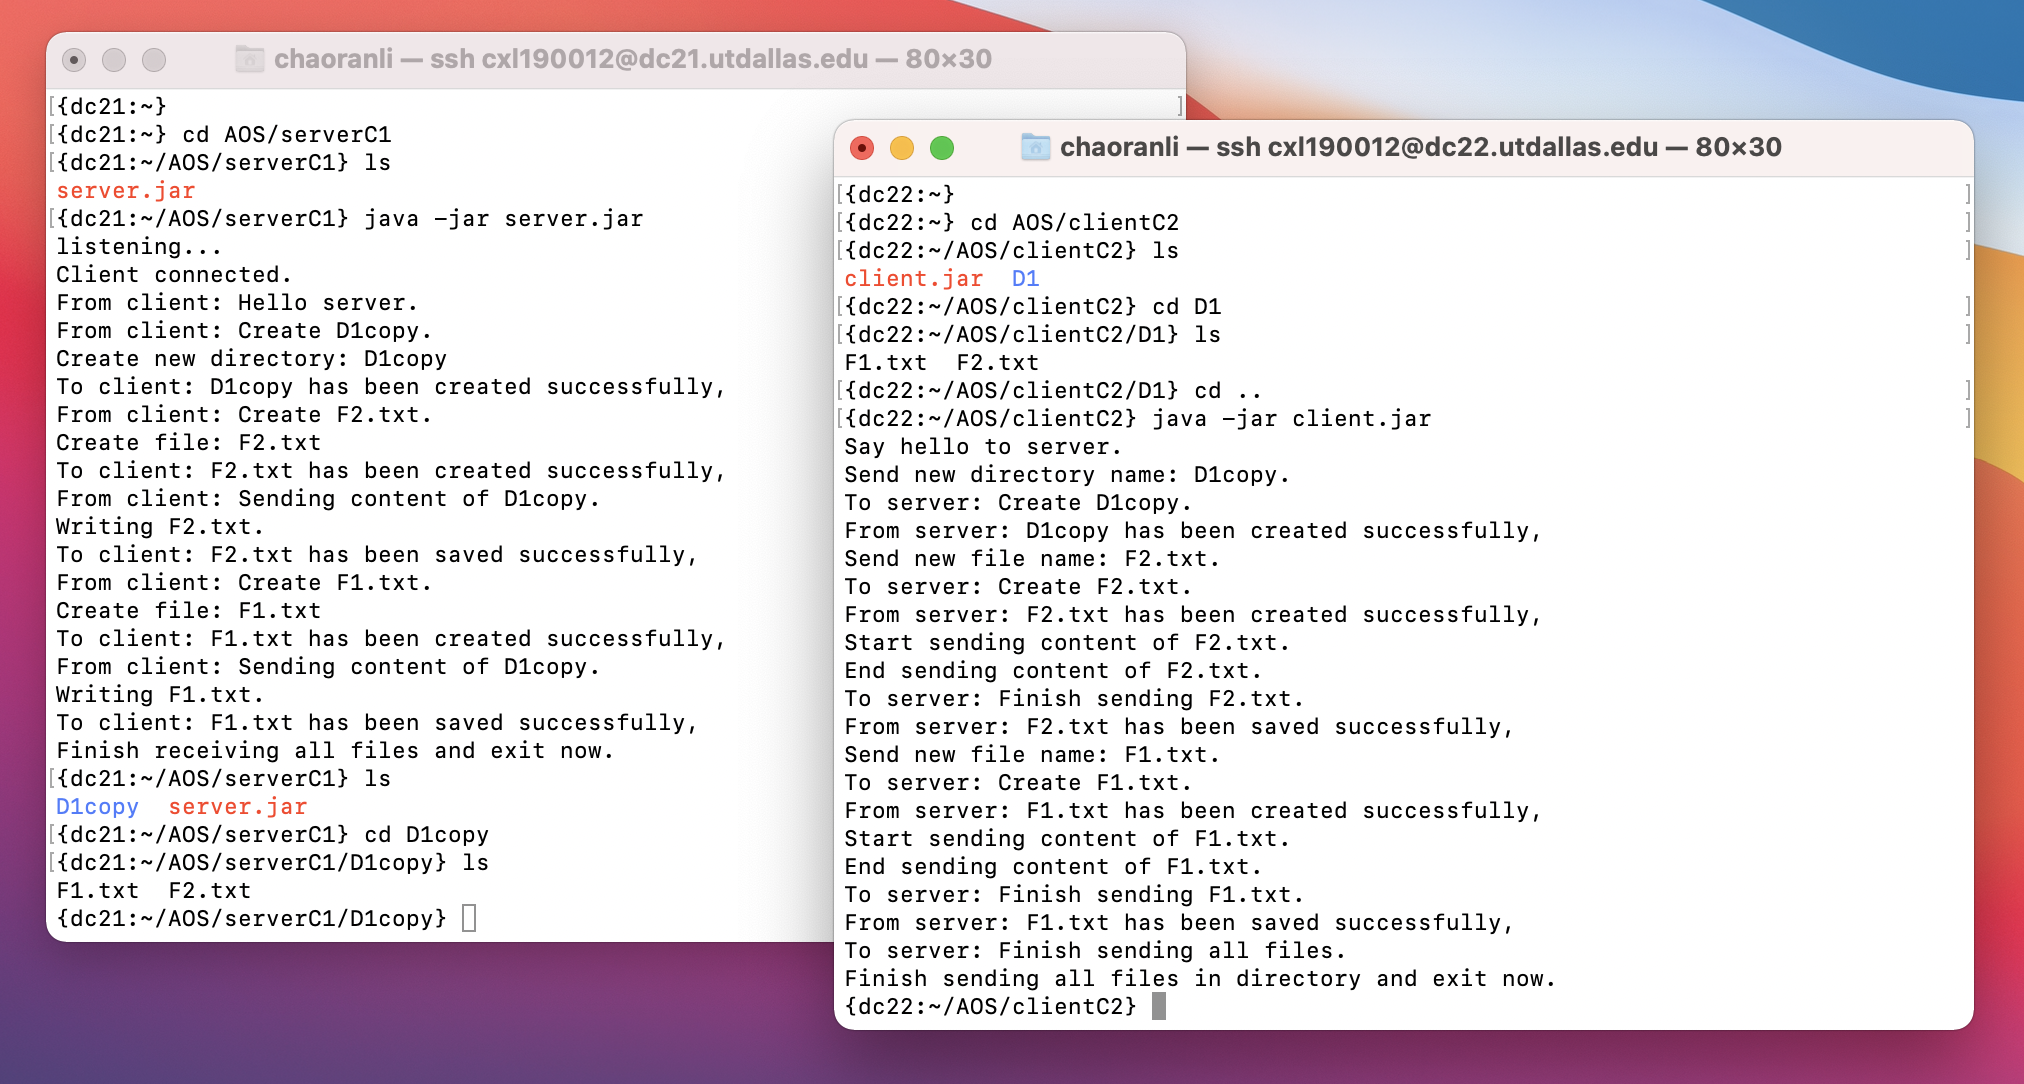 chaoranli — ssh cxl190012@dc21.utdallas.edu — 80×30
[{dc21:~} ]
[{dc21:~} cd AOS/serverC1
[{dc21:~/AOS/serverC1} ls
server.jar
[{dc21:~/AOS/serverC1} java -jar server.jar
listening...
Client connected.
From client: Hello server.
From client: Create D1copy.
Create new directory: D1copy
To client: D1copy has been created successfully,
From client: Create F2.txt.
Create file: F2.txt
To client: F2.txt has been created successfully,
From client: Sending content of D1copy.
Writing F2.txt.
To client: F2.txt has been saved successfully,
From client: Create F1.txt.
Create file: F1.txt
To client: F1.txt has been created successfully,
From client: Sending content of D1copy.
Writing F1.txt.
To client: F1.txt has been saved successfully,
Finish receiving all files and exit now.
[{dc21:~/AOS/serverC1} ls
D1copy  server.jar
[{dc21:~/AOS/serverC1} cd D1copy
[{dc21:~/AOS/serverC1/D1copy} ls
F1.txt  F2.txt
{dc21:~/AOS/serverC1/D1copy}
chaoranli — ssh cxl190012@dc22.utdallas.edu — 80×30
[{dc22:~} ]
[{dc22:~} cd AOS/clientC2 ]
[{dc22:~/AOS/clientC2} ls ]
client.jar  D1
[{dc22:~/AOS/clientC2} cd D1 ]
[{dc22:~/AOS/clientC2/D1} ls ]
F1.txt  F2.txt
[{dc22:~/AOS/clientC2/D1} cd .. ]
[{dc22:~/AOS/clientC2} java -jar client.jar ]
Say hello to server.
Send new directory name: D1copy.
To server: Create D1copy.
From server: D1copy has been created successfully,
Send new file name: F2.txt.
To server: Create F2.txt.
From server: F2.txt has been created successfully,
Start sending content of F2.txt.
End sending content of F2.txt.
To server: Finish sending F2.txt.
From server: F2.txt has been saved successfully,
Send new file name: F1.txt.
To server: Create F1.txt.
From server: F1.txt has been created successfully,
Start sending content of F1.txt.
End sending content of F1.txt.
To server: Finish sending F1.txt.
From server: F1.txt has been saved successfully,
To server: Finish sending all files.
Finish sending all files in directory and exit now.
{dc22:~/AOS/clientC2}